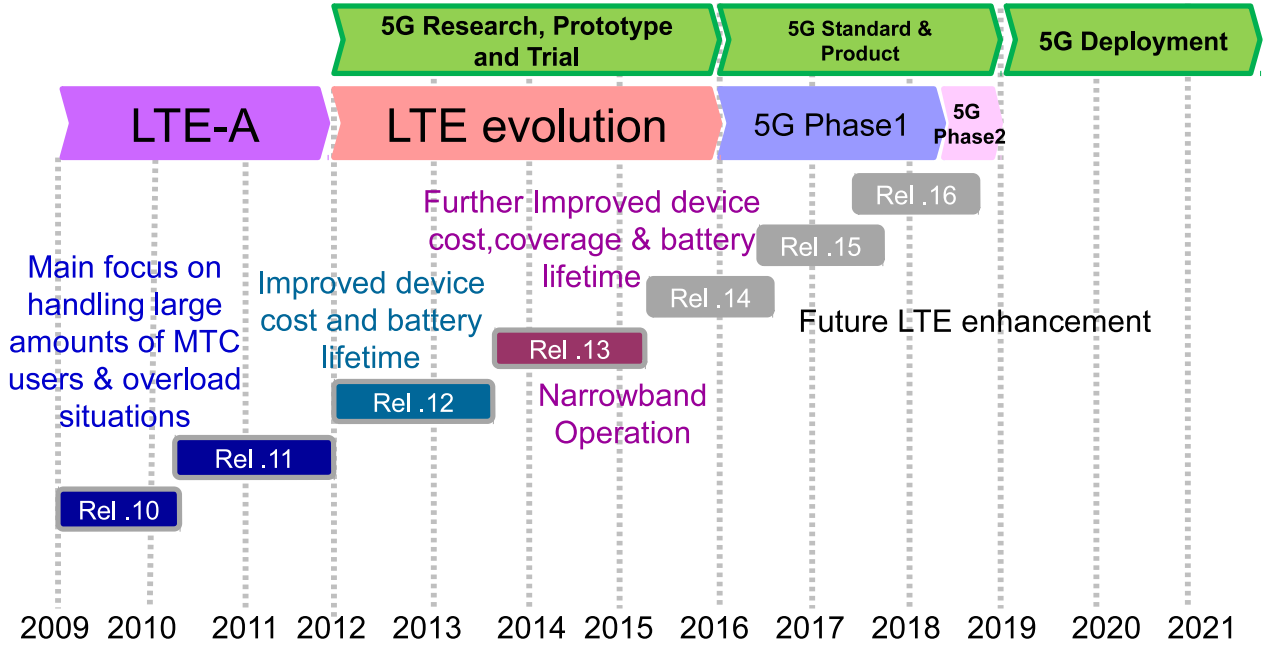 5G Research, Prototype
and Trial
5G Standard &
Product
5G Deployment
LTE-A
LTE evolution
5G Phase1
5G
Phase2
Rel .16
Further Improved device
cost,coverage & battery
lifetime
Rel .15
Main focus on
handling large
amounts of MTC
users & overload
situations
Improved device
cost and battery
lifetime
Rel .14
Future LTE enhancement
Rel .13
Narrowband
Operation
Rel .12
Rel .11
Rel .10
2009 2010 2011 2012 2013 2014 2015 2016 2017 2018 2019 2020 2021